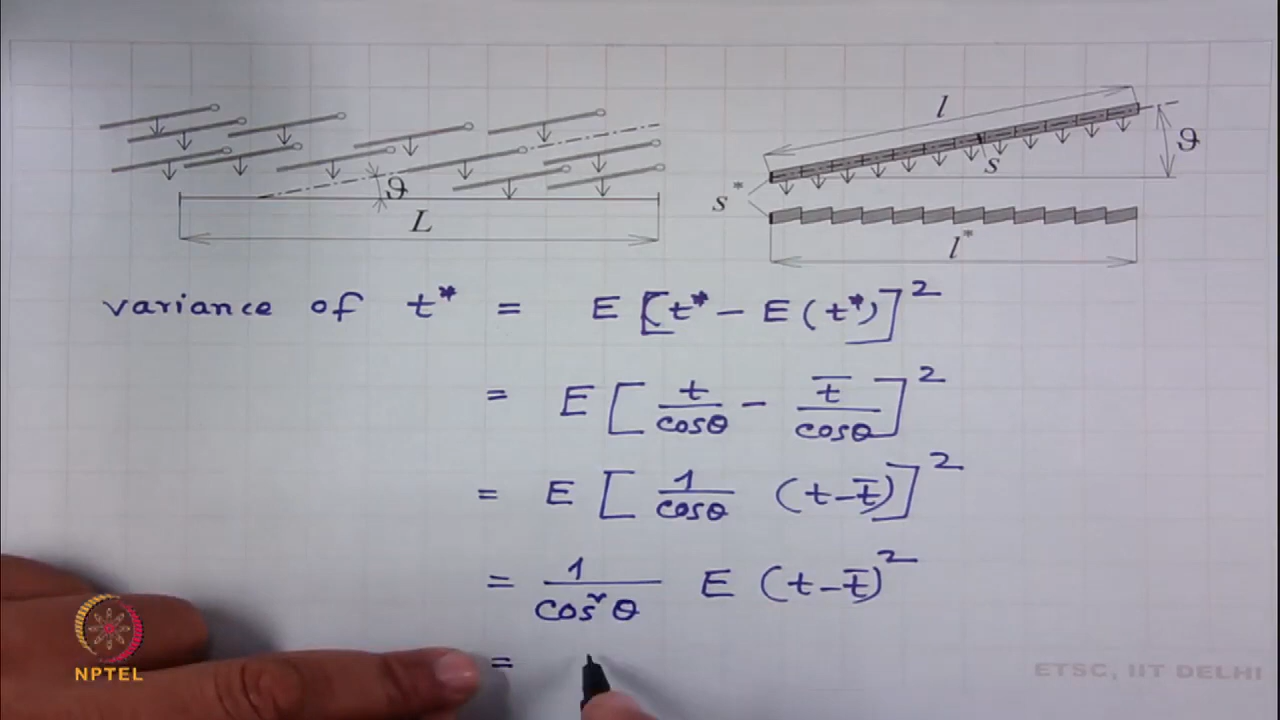 l
ϑ
s
ϑ
s*
L
l*
variance of t* = E [t* - E (t*)]²
= E [t/cosθ - t̅/cosθ]²
= E [1/cosθ (t-t̅)]²
= 1/cos²θ E (t-t̅)²
=
NPTEL
ETSC, IIT DELHI